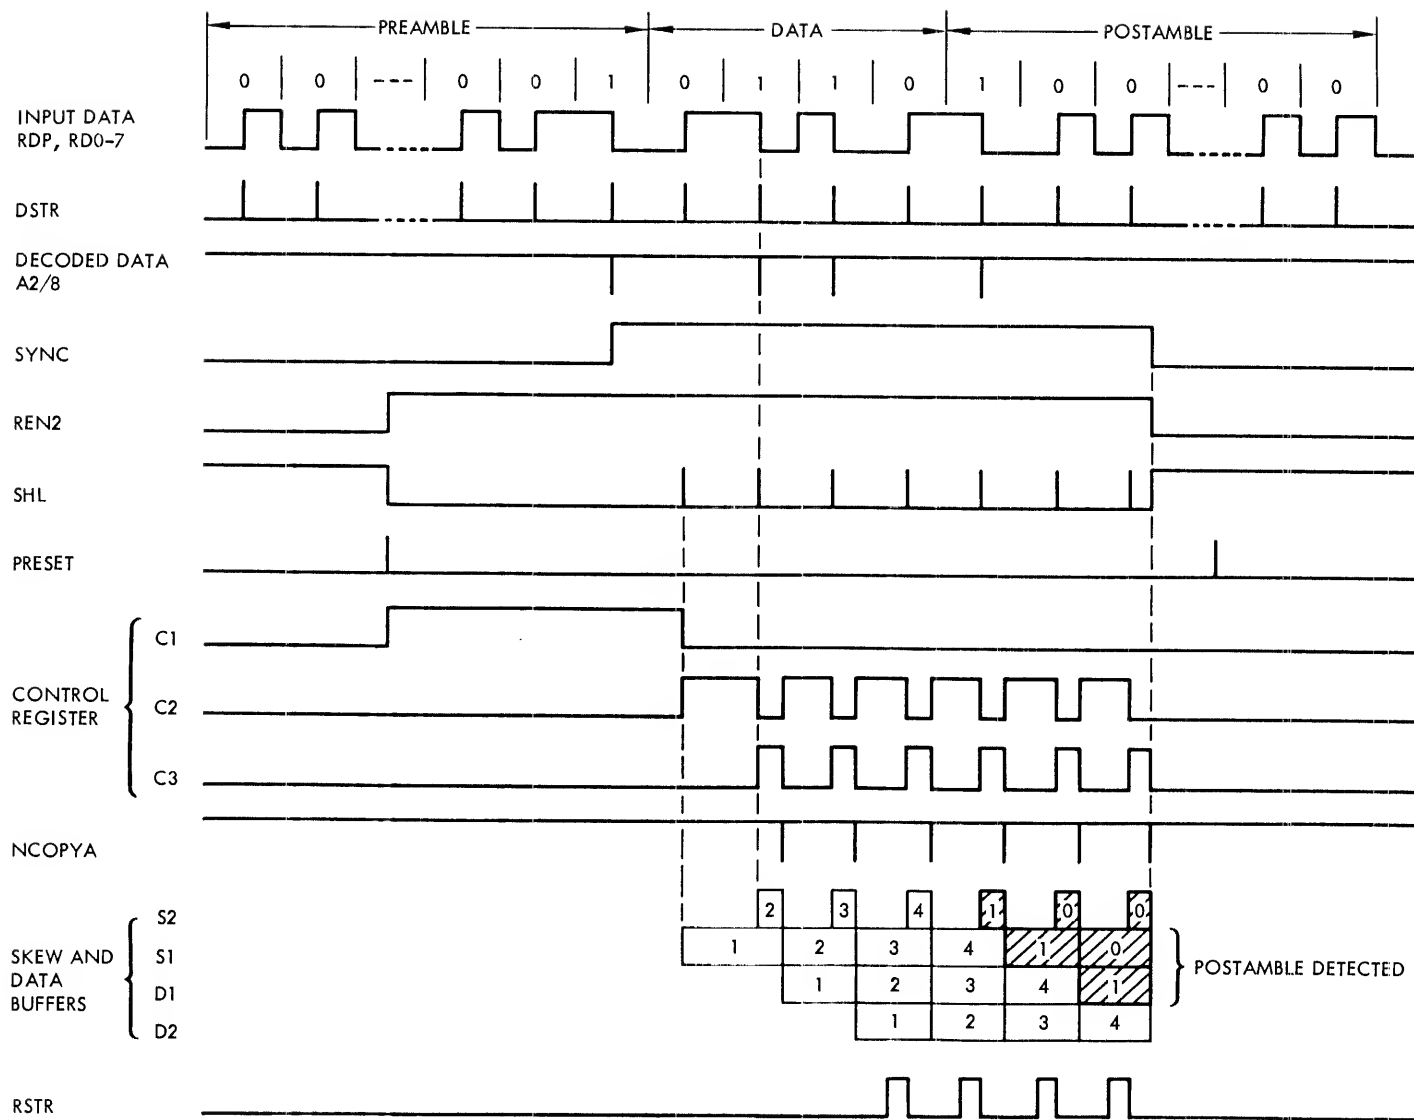 PREAMBLE DATA POSTAMBLE
0 0 --- 0 0 1 0 1 1 0 1 0 0 --- 0 0
INPUT DATA
RDP, RD0-7
DSTR
DECODED DATA
A2/8
SYNC
REN2
SHL
PRESET
CONTROL
REGISTER
C1
C2
C3
NCOPYA
SKEW AND
DATA
BUFFERS
S2 2 3 4 1 0 0
S1 1 2 3 4 1 0
D1 1 2 3 4 1
D2 1 2 3 4
POSTAMBLE DETECTED
RSTR